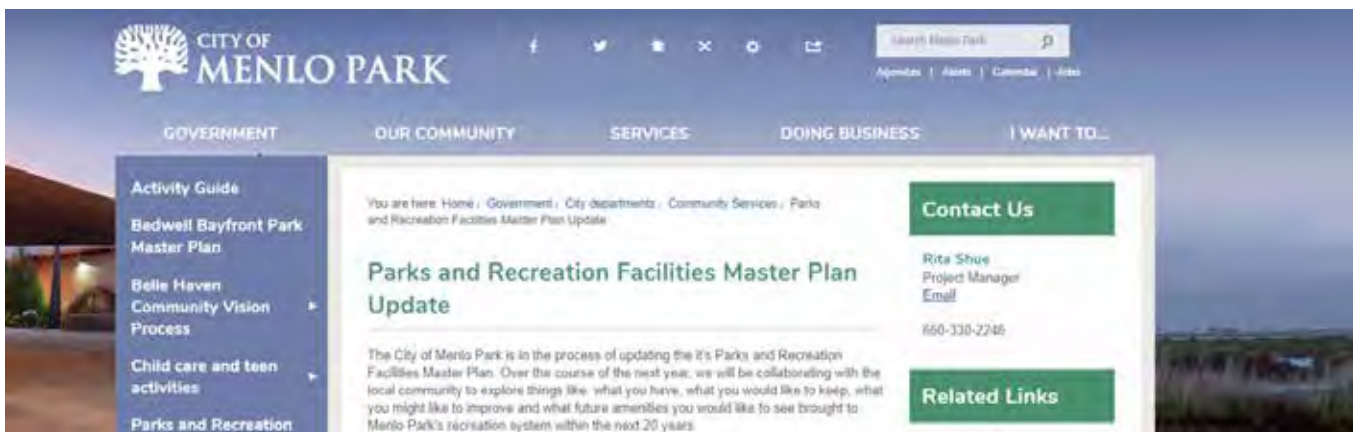 CITY OF
MENLO PARK
Search Menlo Park
Agendas | Alerts | Calendar | Jobs
GOVERNMENT
OUR COMMUNITY
SERVICES
DOING BUSINESS
I WANT TO...
Activity Guide
Bedwell Bayfront Park
Master Plan
Belle Haven
Community Vision
Process
Child care and teen
activities
Parks and Recreation
You are here: Home / Government / City departments / Community Services / Parks
and Recreation Facilities Master Plan Update
Parks and Recreation Facilities Master Plan
Update
The City of Menlo Park is in the process of updating the it's Parks and Recreation
Facilities Master Plan. Over the course of the next year, we will be collaborating with the
local community to explore things like: what you have, what you would like to keep, what
you might like to improve and what future amenities you would like to see brought to
Menlo Park's recreation system within the next 20 years.
Contact Us
Rita Shue
Project Manager
Email
650-330-2246
Related Links